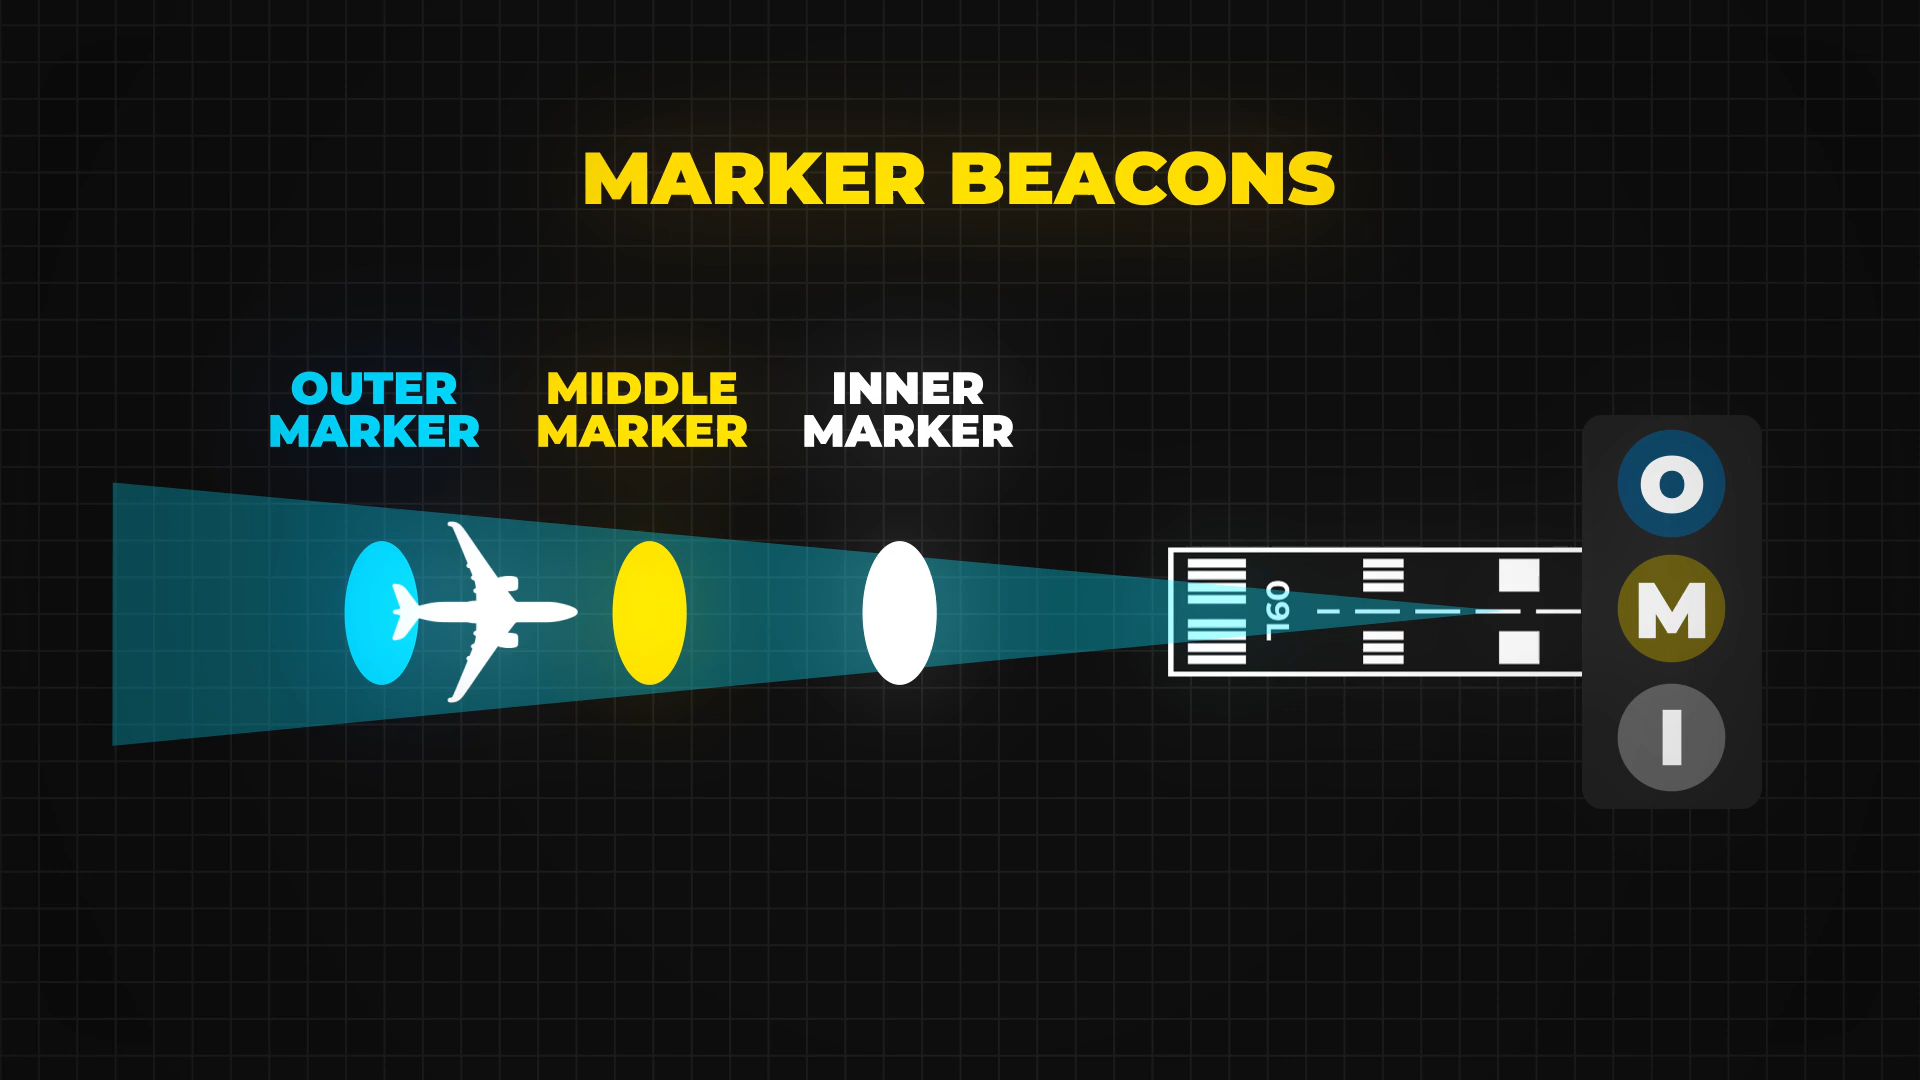 MARKER BEACONS
OUTER
MARKER
MIDDLE
MARKER
INNER
MARKER
09L
O
M
I